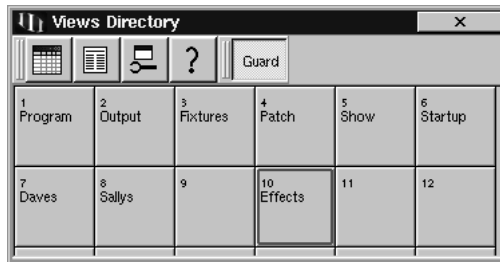 Views Directory
? Guard
1 2 3 4 5 6
Program Output Fixtures Patch Show Startup
7 8 9 10 11 12
Daves Sallys Effects